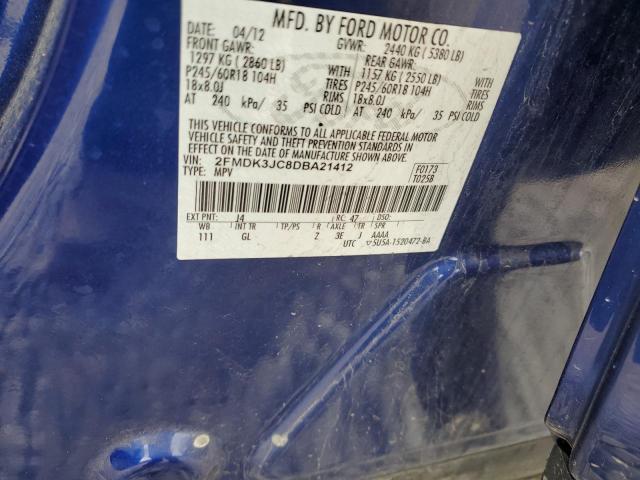 MFD. BY FORD MOTOR CO.
DATE: 04/12 GVWR: 2440 KG ( 5380 LB)
FRONT GAWR: REAR GAWR:
1297 KG ( 2860 LB) 1157 KG ( 2550 LB)
P245/60R18 104H WITH TIRES P245/60R18 104H WITH TIRES
18x8.0J RIMS 18x8.0J RIMS
AT 240 kPa/ 35 PSI COLD AT 240 kPa/ 35 PSI COLD
THIS VEHICLE CONFORMS TO ALL APPLICABLE FEDERAL MOTOR
VEHICLE SAFETY AND THEFT PREVENTION STANDARDS IN EFFECT ON THE
DATE OF MANUFACTURE SHOWN ABOVE.
VIN: 2FMDK3JC8DBA21412 F0173
TYPE: MPV T025B
EXT PNT: J4 RC: 47 DSO:
WB INT TR TP/PS R AXLE TR SPR
111 GL Z 3E J AAAA
UTC ▽5U5A-1520472-BA